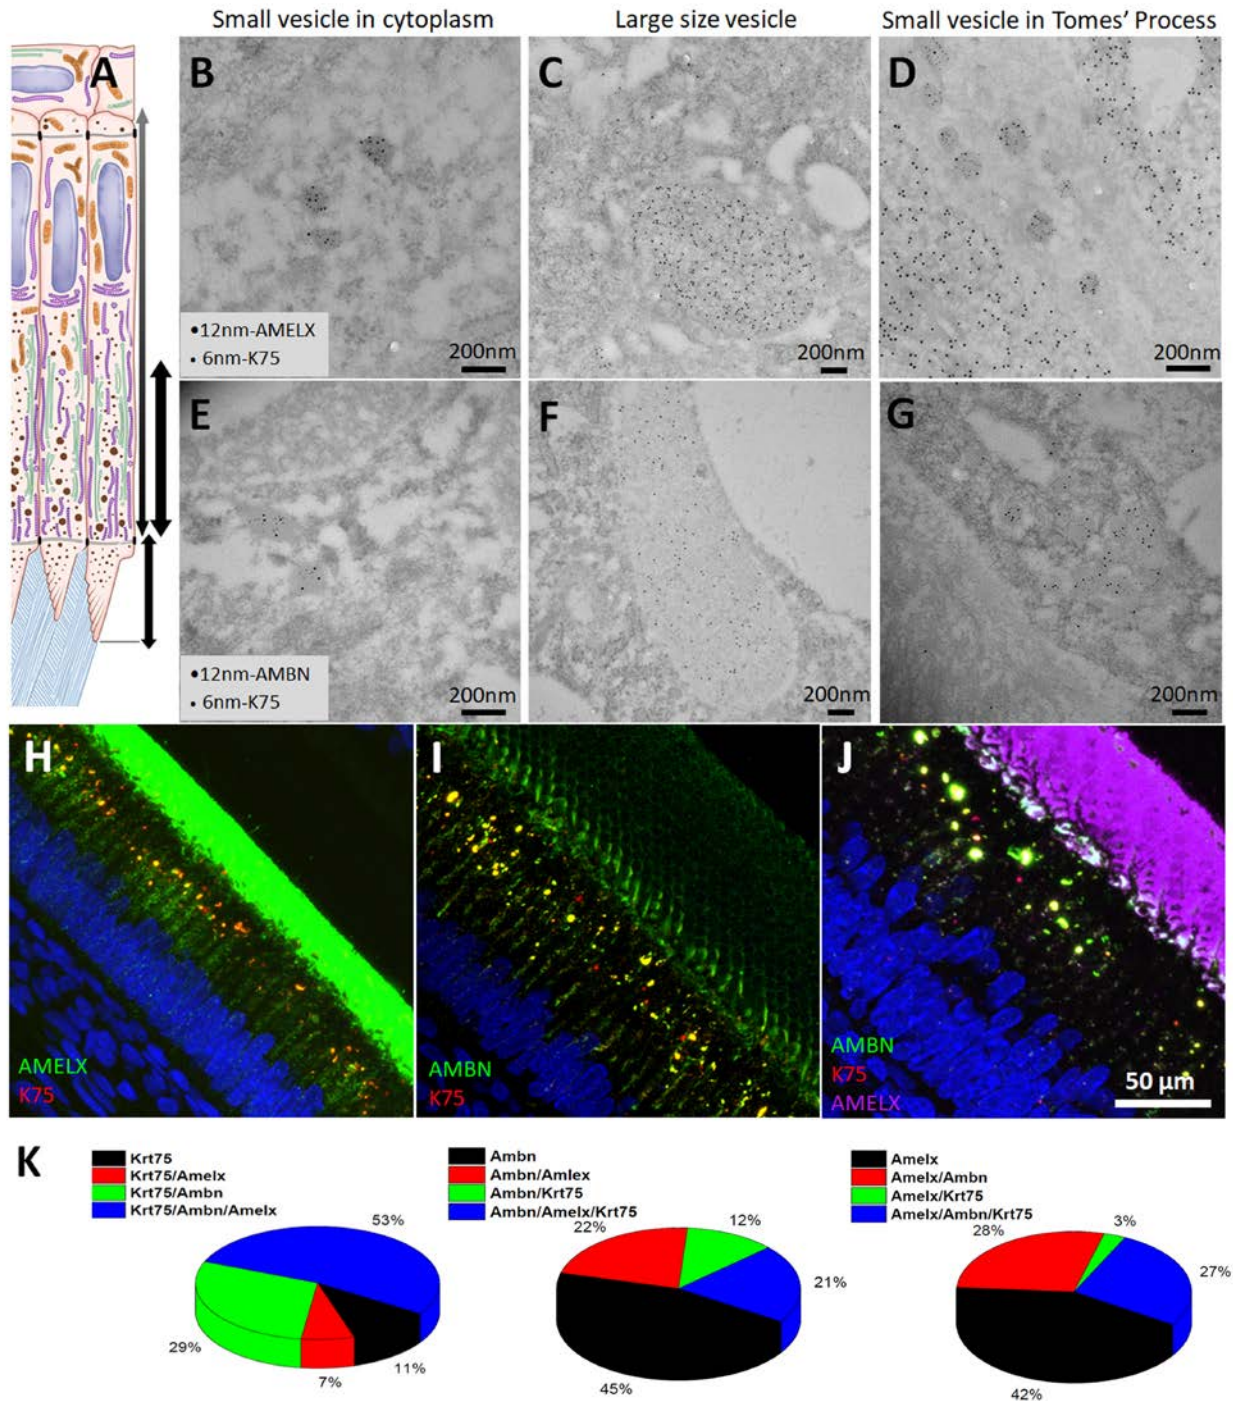 Small vesicle in cytoplasm
Large size vesicle
Small vesicle in Tomes’ Process
A
B
C
D
•12nm-AMELX
• 6nm-K75
200nm
200nm
200nm
E
F
G
•12nm-AMBN
• 6nm-K75
200nm
200nm
200nm
H
I
J
AMELX
K75
AMBN
K75
AMBN
K75
AMELX
50 µm
K
Krt75
Krt75/Amelx
Krt75/Ambn
Krt75/Ambn/Amelx
53%
29%
7%
11%
Ambn
Ambn/Amlex
Ambn/Krt75
Ambn/Amelx/Krt75
22%
12%
21%
45%
Amelx
Amelx/Ambn
Amelx/Krt75
Amelx/Ambn/Krt75
28%
3%
27%
42%